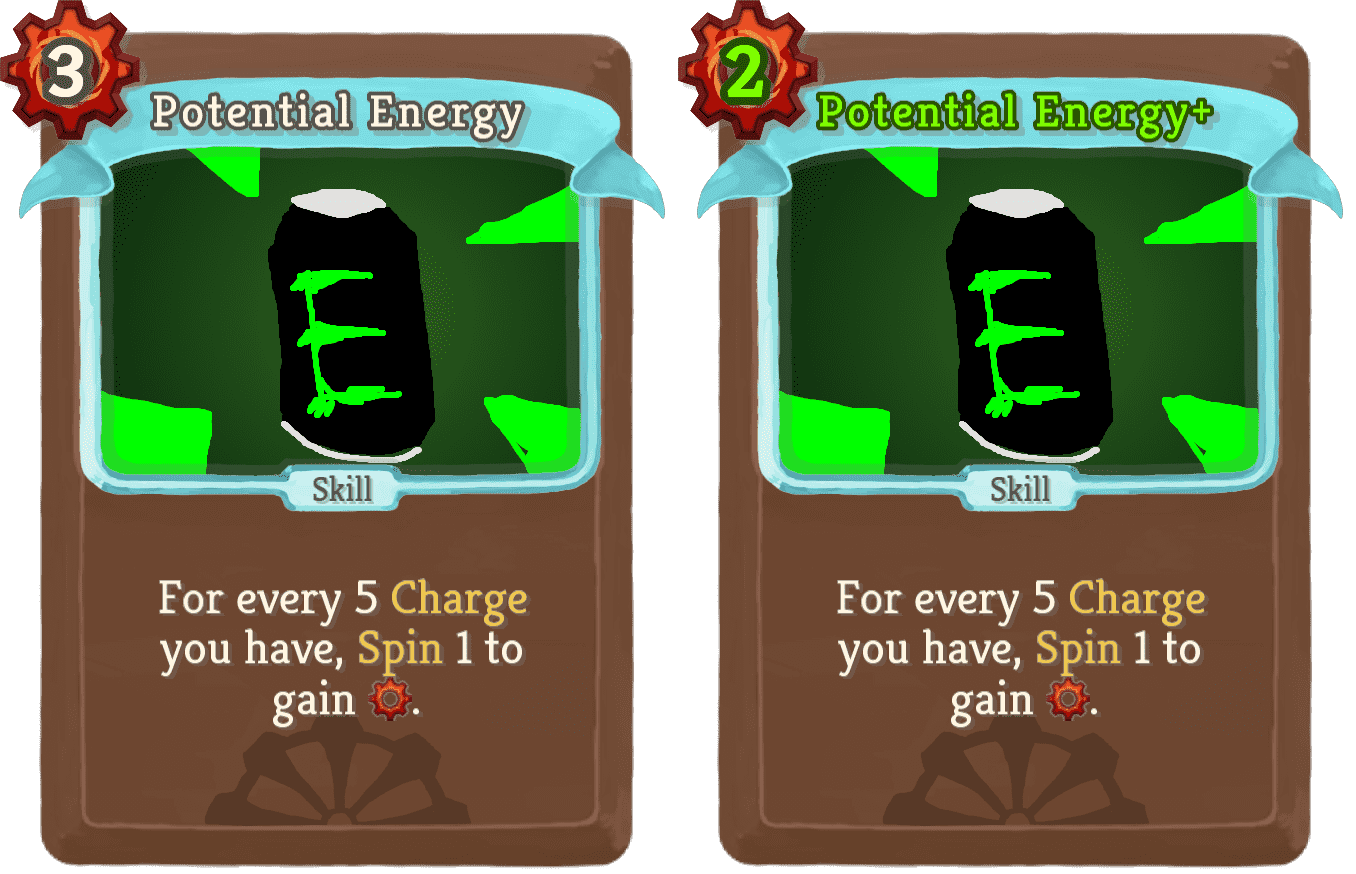 3
Potential Energy
E
Skill
For every 5 Charge
you have, Spin 1 to
gain .
2
Potential Energy+
E
Skill
For every 5 Charge
you have, Spin 1 to
gain .